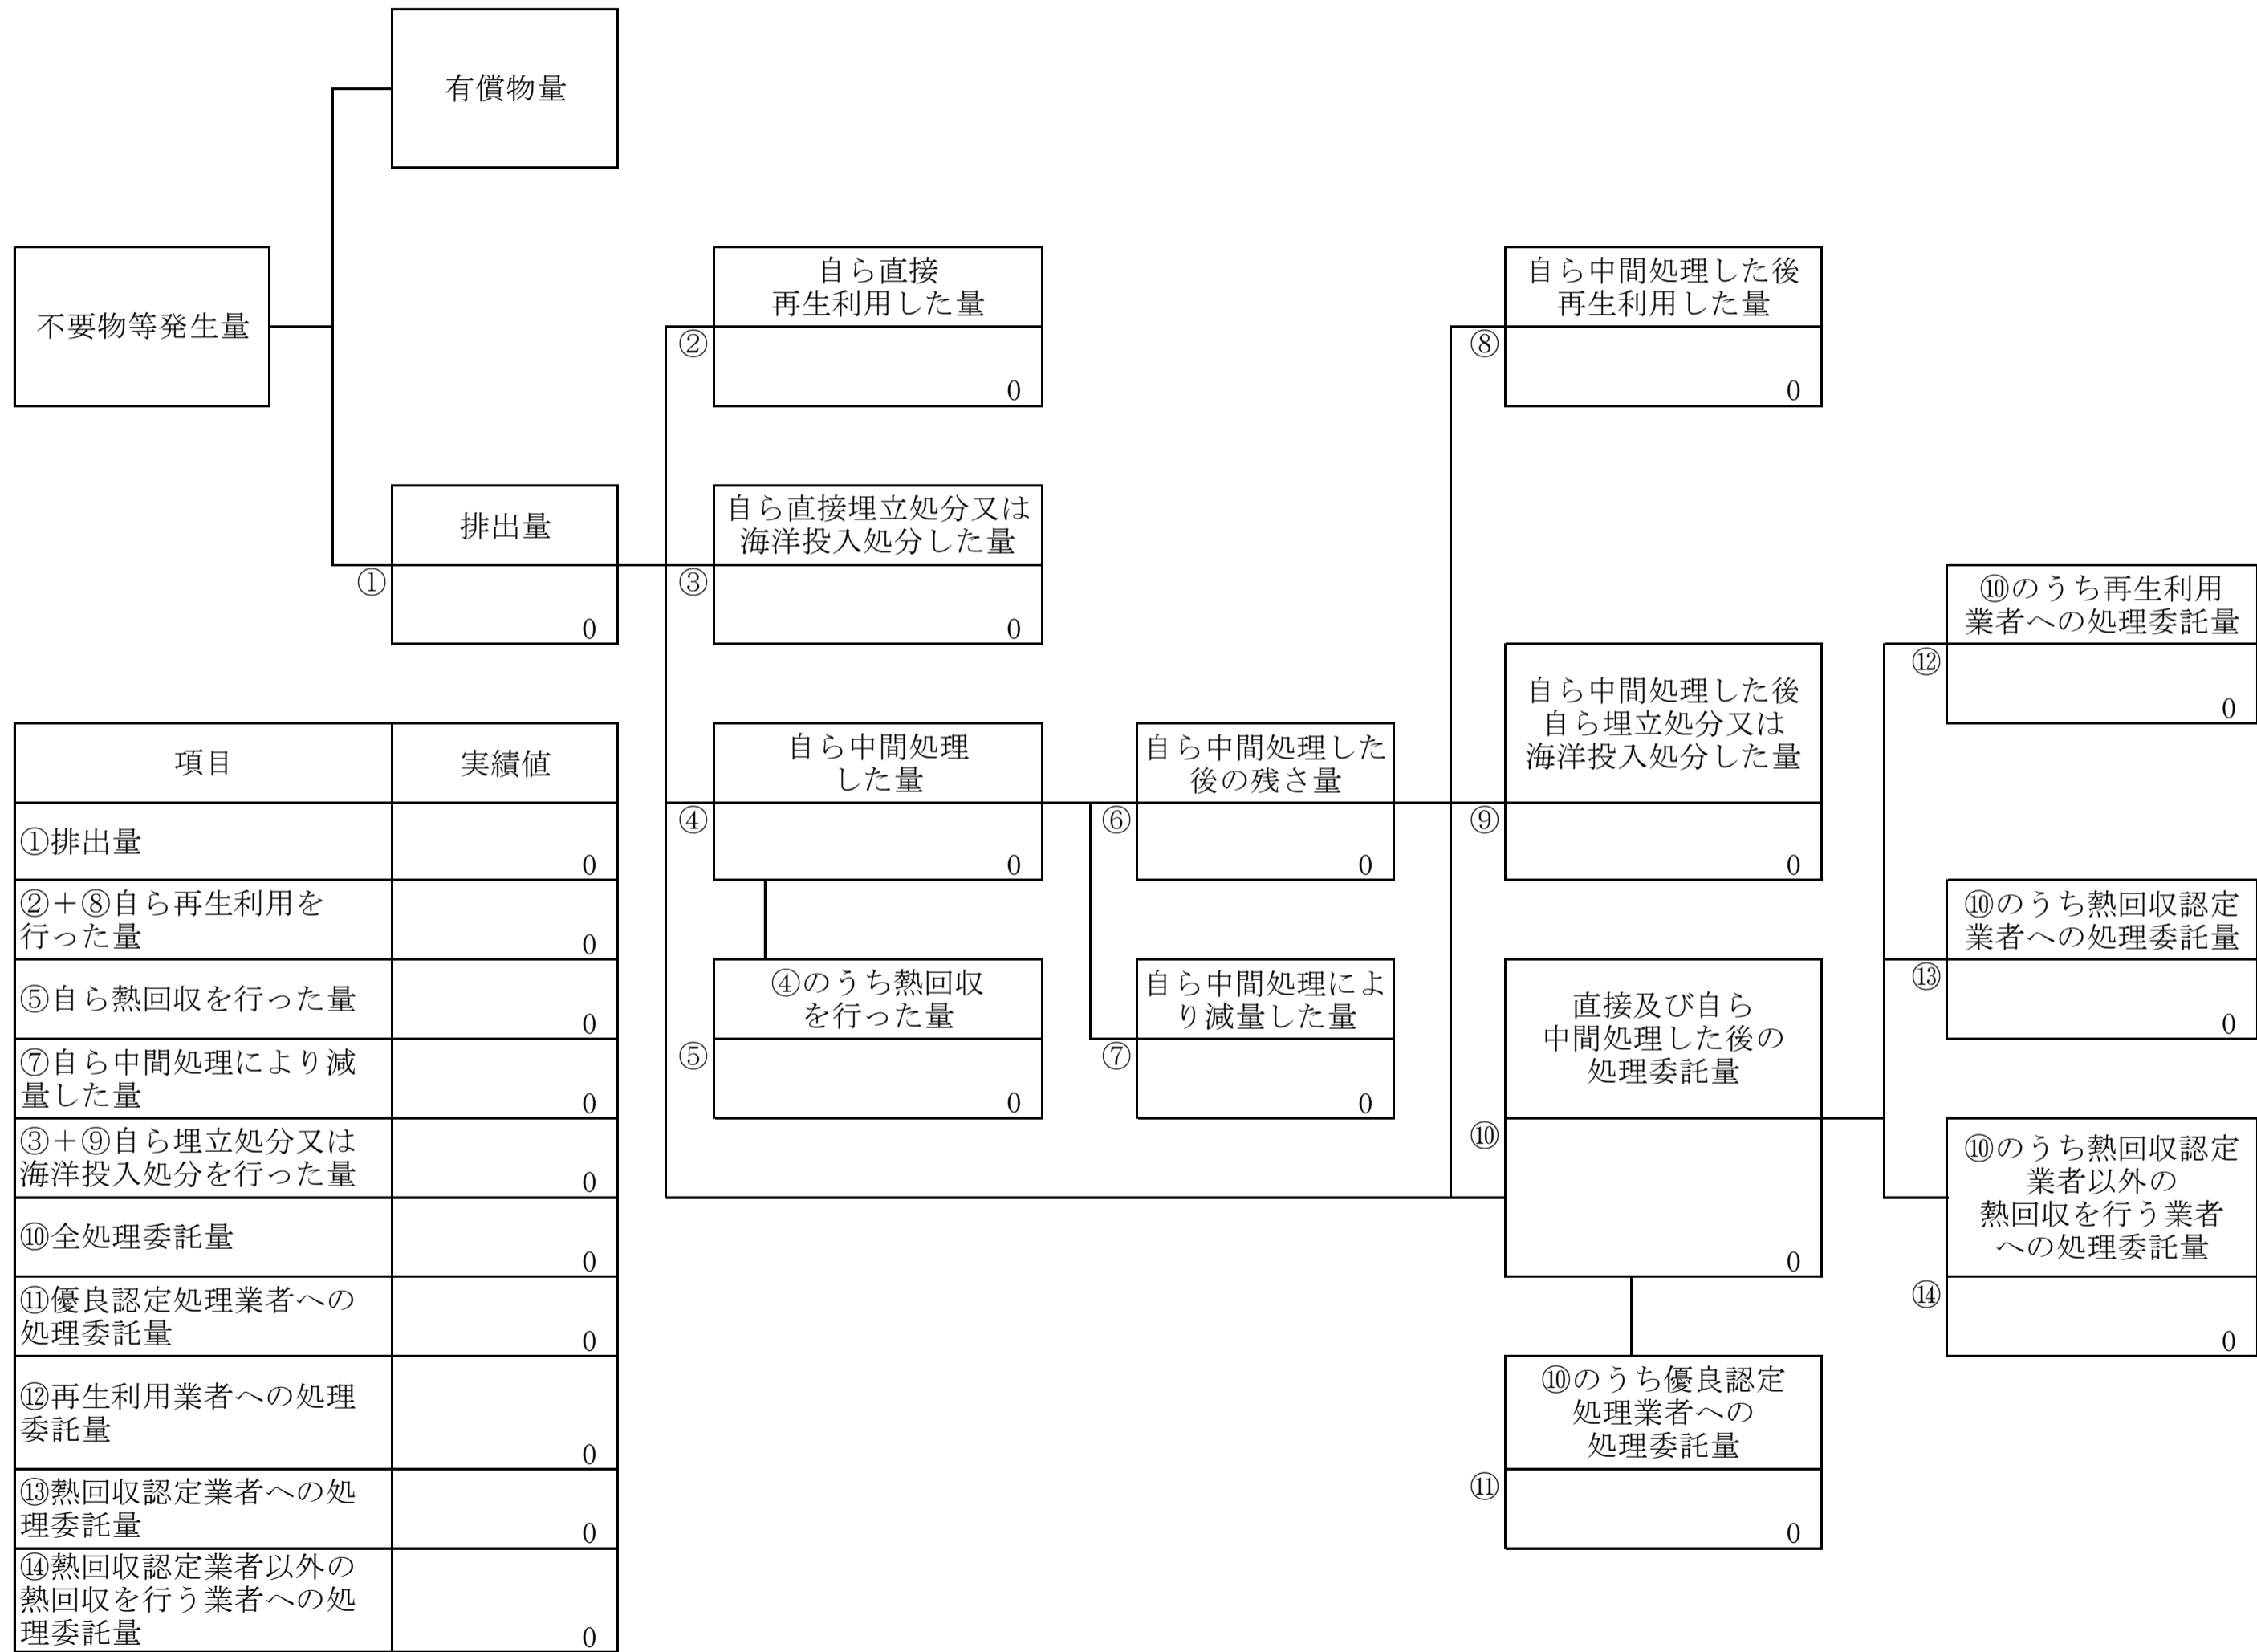 有償物量
不要物等発生量
自ら直接
再生利用した量
②
0
自ら中間処理した後
再生利用した量
⑧
0
排出量
①
0
自ら直接埋立処分又は
海洋投入処分した量
③
0
⑩のうち再生利用
業者への処理委託量
⑫
0
自ら中間処理
した量
④
0
自ら中間処理した
後の残さ量
⑥
0
自ら中間処理した後
自ら埋立処分又は
海洋投入処分した量
⑨
0
⑩のうち熱回収認定
業者への処理委託量
⑬
0
④のうち熱回収
を行った量
⑤
0
自ら中間処理によ
り減量した量
⑦
0
直接及び自ら
中間処理した後の
処理委託量
⑩
0
⑩のうち熱回収認定
業者以外の
熱回収を行う業者
への処理委託量
⑭
0
⑩のうち優良認定
処理業者への
処理委託量
⑪
0
項目 実績値
①排出量
0
②＋⑧自ら再生利用を
行った量
0
⑤自ら熱回収を行った量
0
⑦自ら中間処理により減
量した量
0
③＋⑨自ら埋立処分又は
海洋投入処分を行った量
0
⑩全処理委託量
0
⑪優良認定処理業者への
処理委託量
0
⑫再生利用業者への処理
委託量
0
⑬熱回収認定業者への処
理委託量
0
⑭熱回収認定業者以外の
熱回収を行う業者への処
理委託量
0